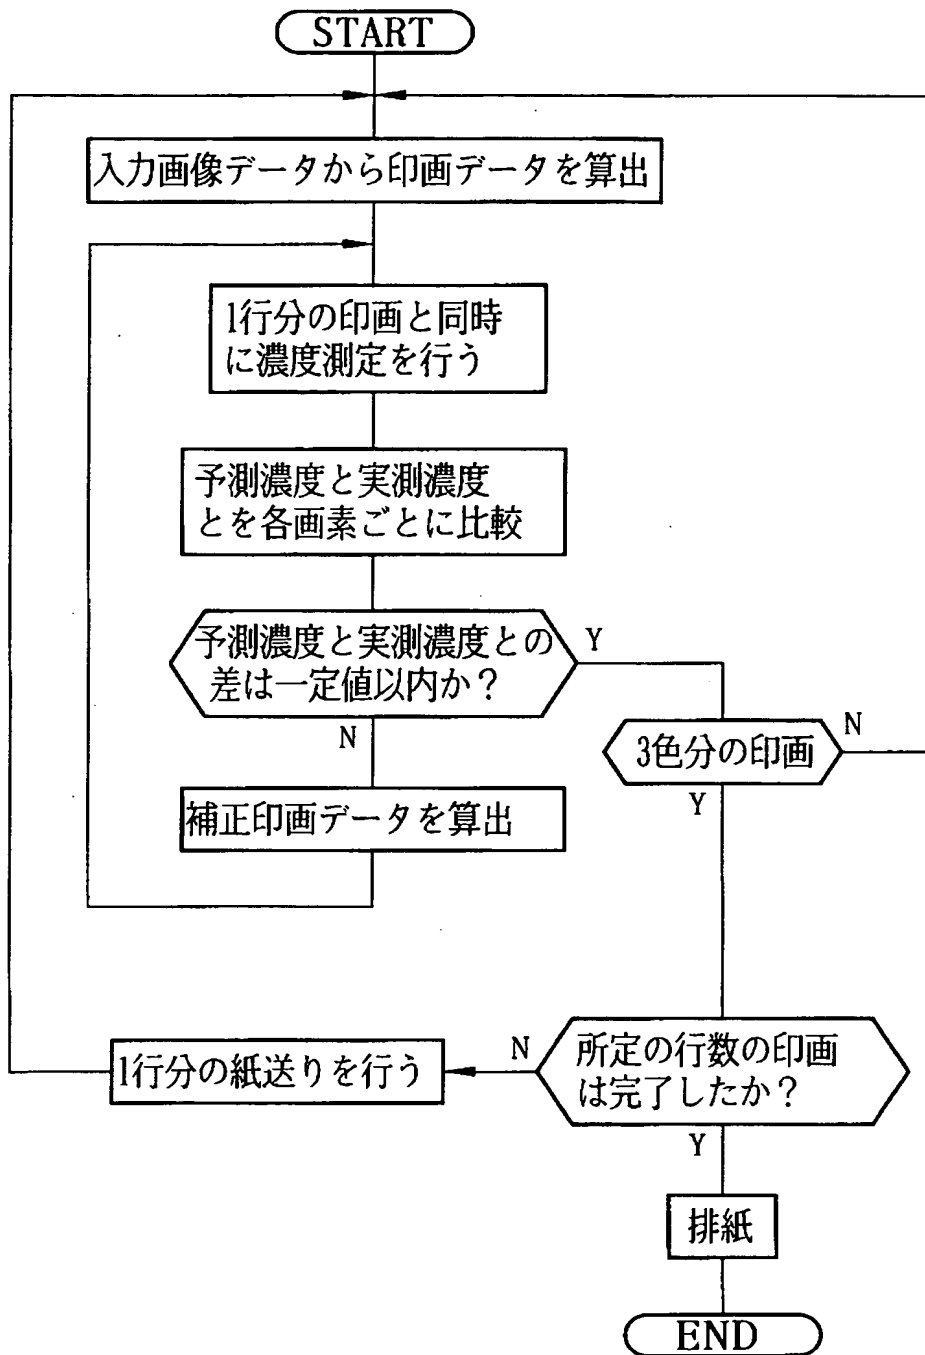 START
入力画像データから印画データを算出
1行分の印画と同時
に濃度測定を行う
予測濃度と実測濃度
とを各画素ごとに比較
予測濃度と実測濃度との
差は一定値以内か?
Y
N
3色分の印画
N
Y
補正印画データを算出
所定の行数の印画
は完了したか?
N
1行分の紙送りを行う
Y
排紙
END